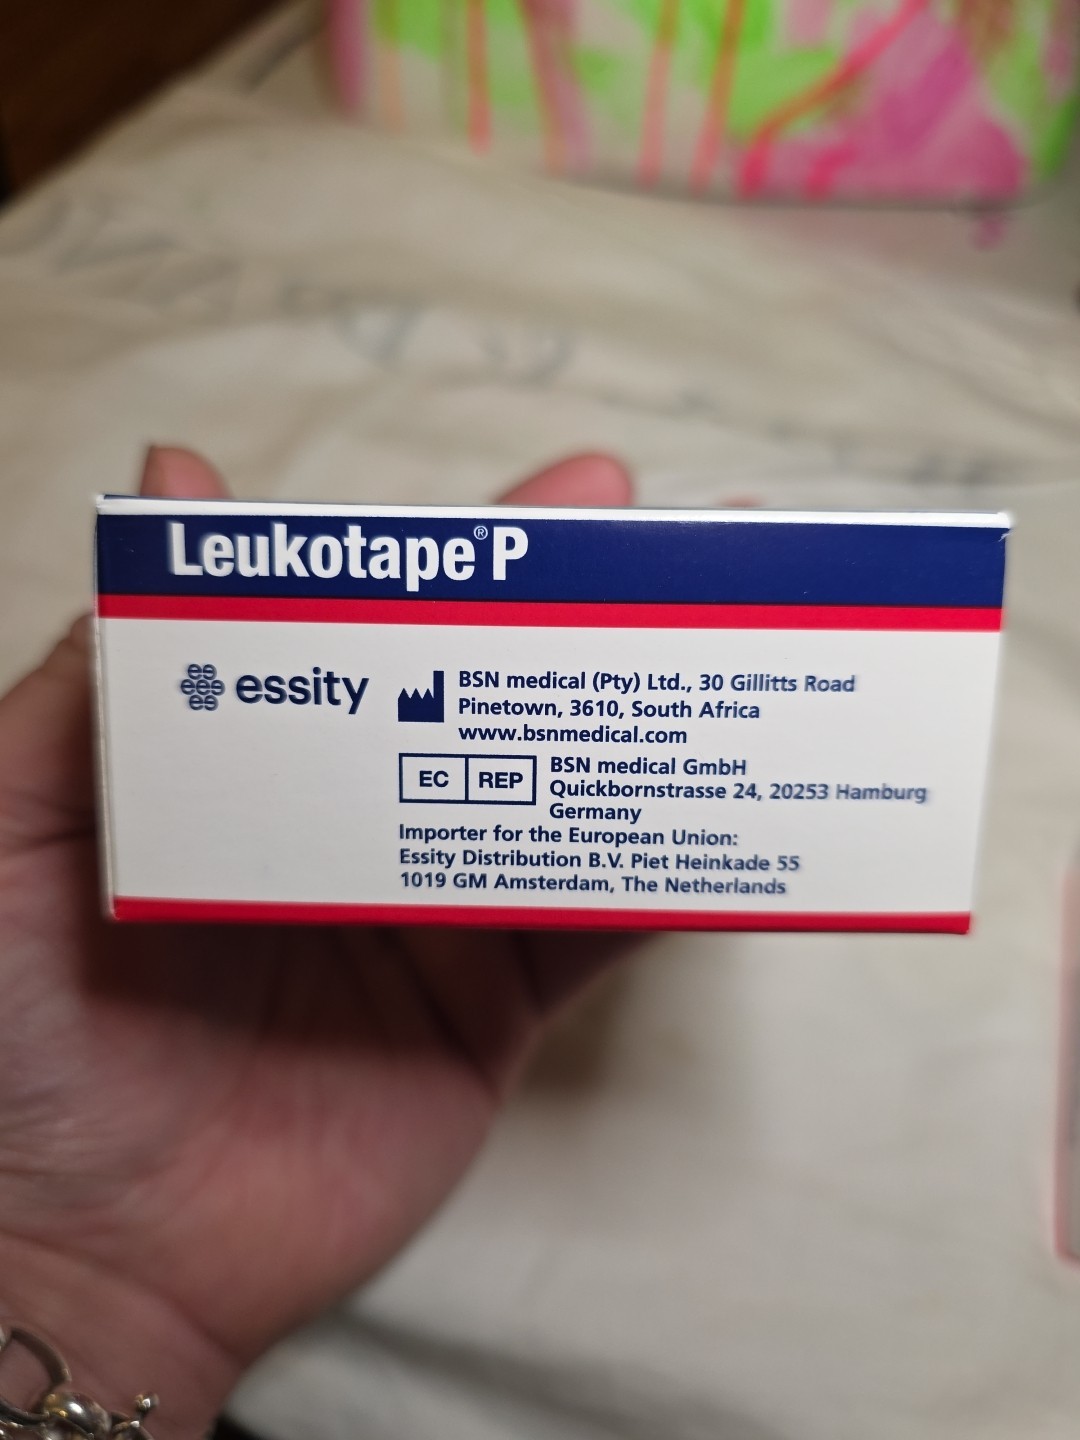 Leukotape® P
essity
BSN medical (Pty) Ltd., 30 Gillitts Road
Pinetown, 3610, South Africa
www.bsnmedical.com
EC REP
BSN medical GmbH
Quickbornstrasse 24, 20253 Hamburg
Germany
Importer for the European Union:
Essity Distribution B.V. Piet Heinkade 55
1019 GM Amsterdam, The Netherlands